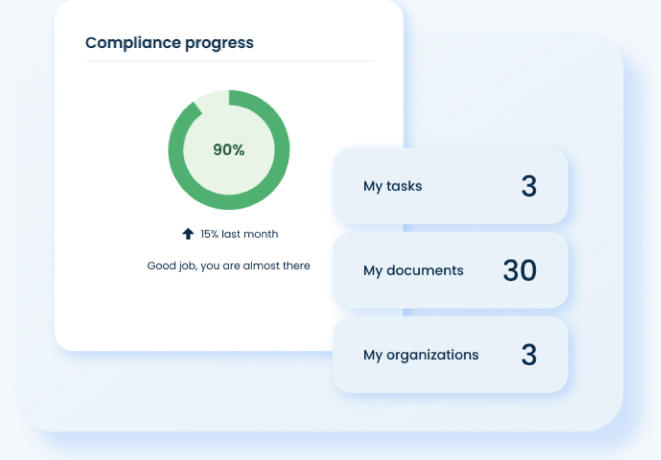 Compliance progress
90%
15% last month
Good job, you are almost there
My tasks 3
My documents 30
My organizations 3